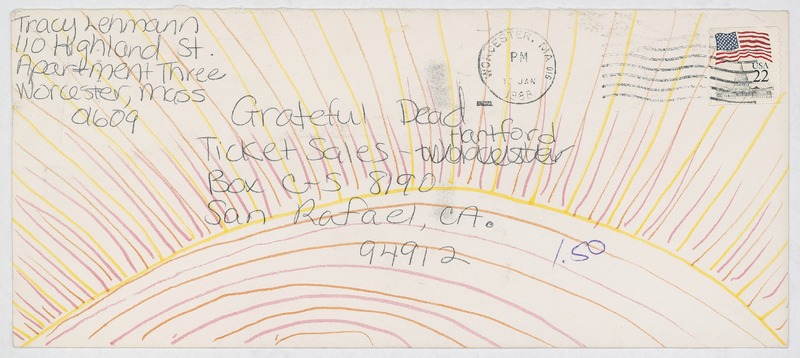 Tracy Lehmann
110 Highland St.
Apartment Three
Worcester, Mass
01609
WORCESTER, MA 016
PM
JAN
1988
USA
22
Grateful Dead
Hartford
Ticket Sales - Worcester
Box C-S 8190
San Rafael, CA.
94912
1.50